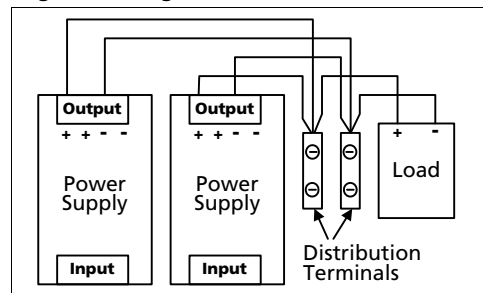 Output
+ + - -
Power
Supply
Input
Output
+ + - -
Power
Supply
Input
+ -
Load
Distribution
Terminals